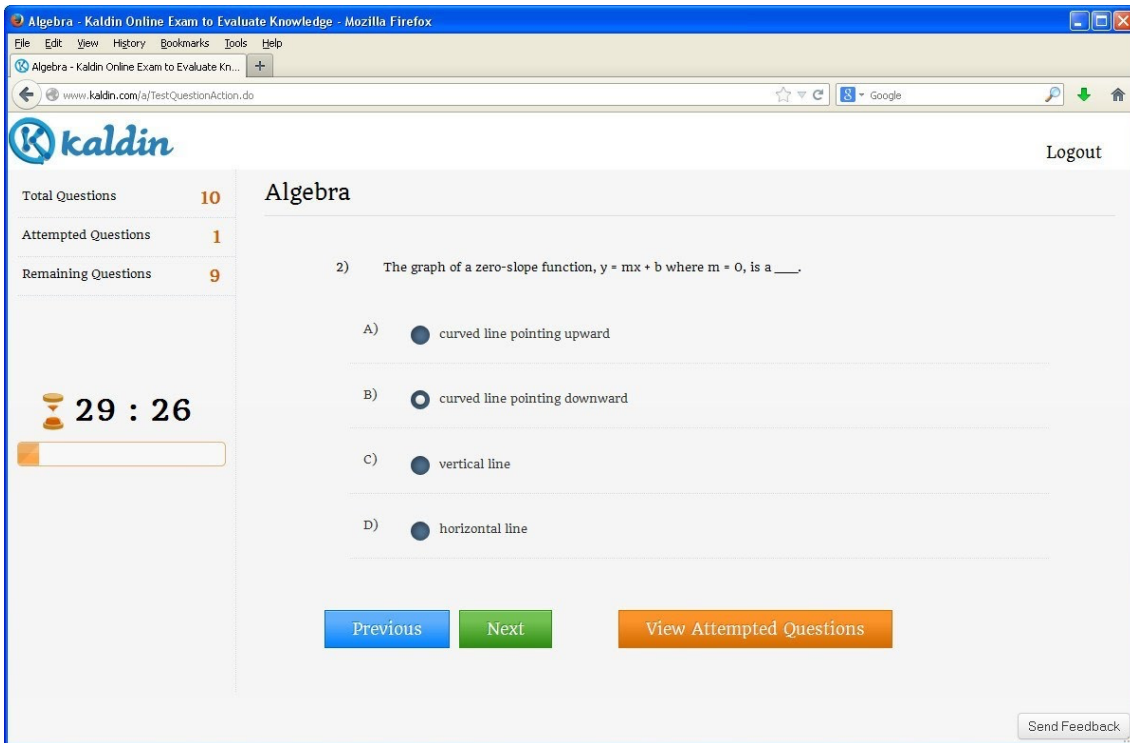 Algebra - Kaldin Online Exam to Evaluate Knowledge - Mozilla Firefox
File Edit View History Bookmarks Tools Help
Algebra - Kaldin Online Exam to Evaluate Kn... +
www.kaldin.com/a/TestQuestionAction.do
8 Google
kaldin
Logout
Total Questions 10
Attempted Questions 1
Remaining Questions 9
29 : 26
Algebra
2) The graph of a zero-slope function, y = mx + b where m = 0, is a ___.
A) curved line pointing upward
B) curved line pointing downward
C) vertical line
D) horizontal line
Previous Next View Attempted Questions
Send Feedback